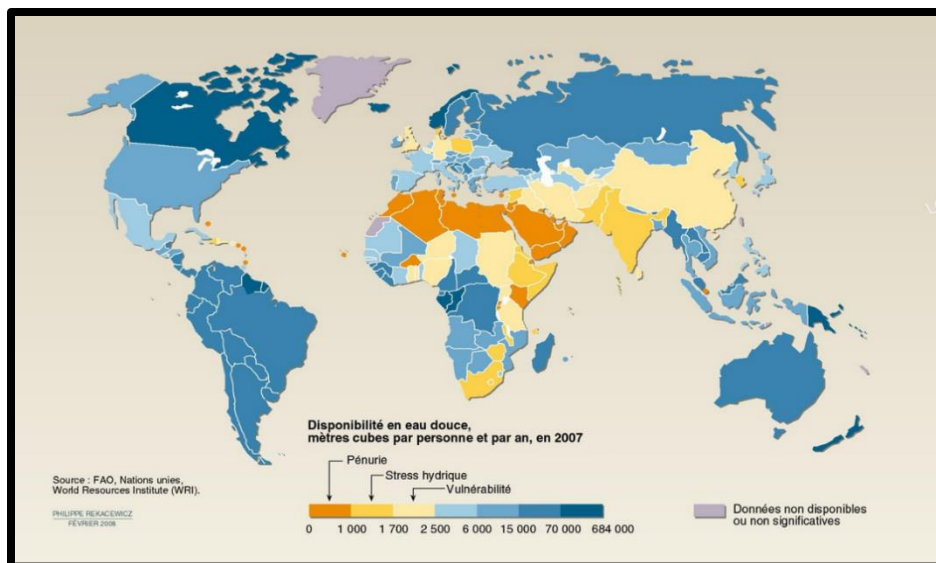 Disponibilité en eau douce,
mètres cubes par personne et par an, en 2007
Pénurie
Stress hydrique
Vulnérabilité
0 1 000 1 700 2 500 6 000 15 000 70 000 684 000
Source : FAO, Nations unies,
World Resources Institute (WRI).
PHILIPPE REKACEWICZ
FÉVRIER 2008
Données non disponibles
ou non significatives